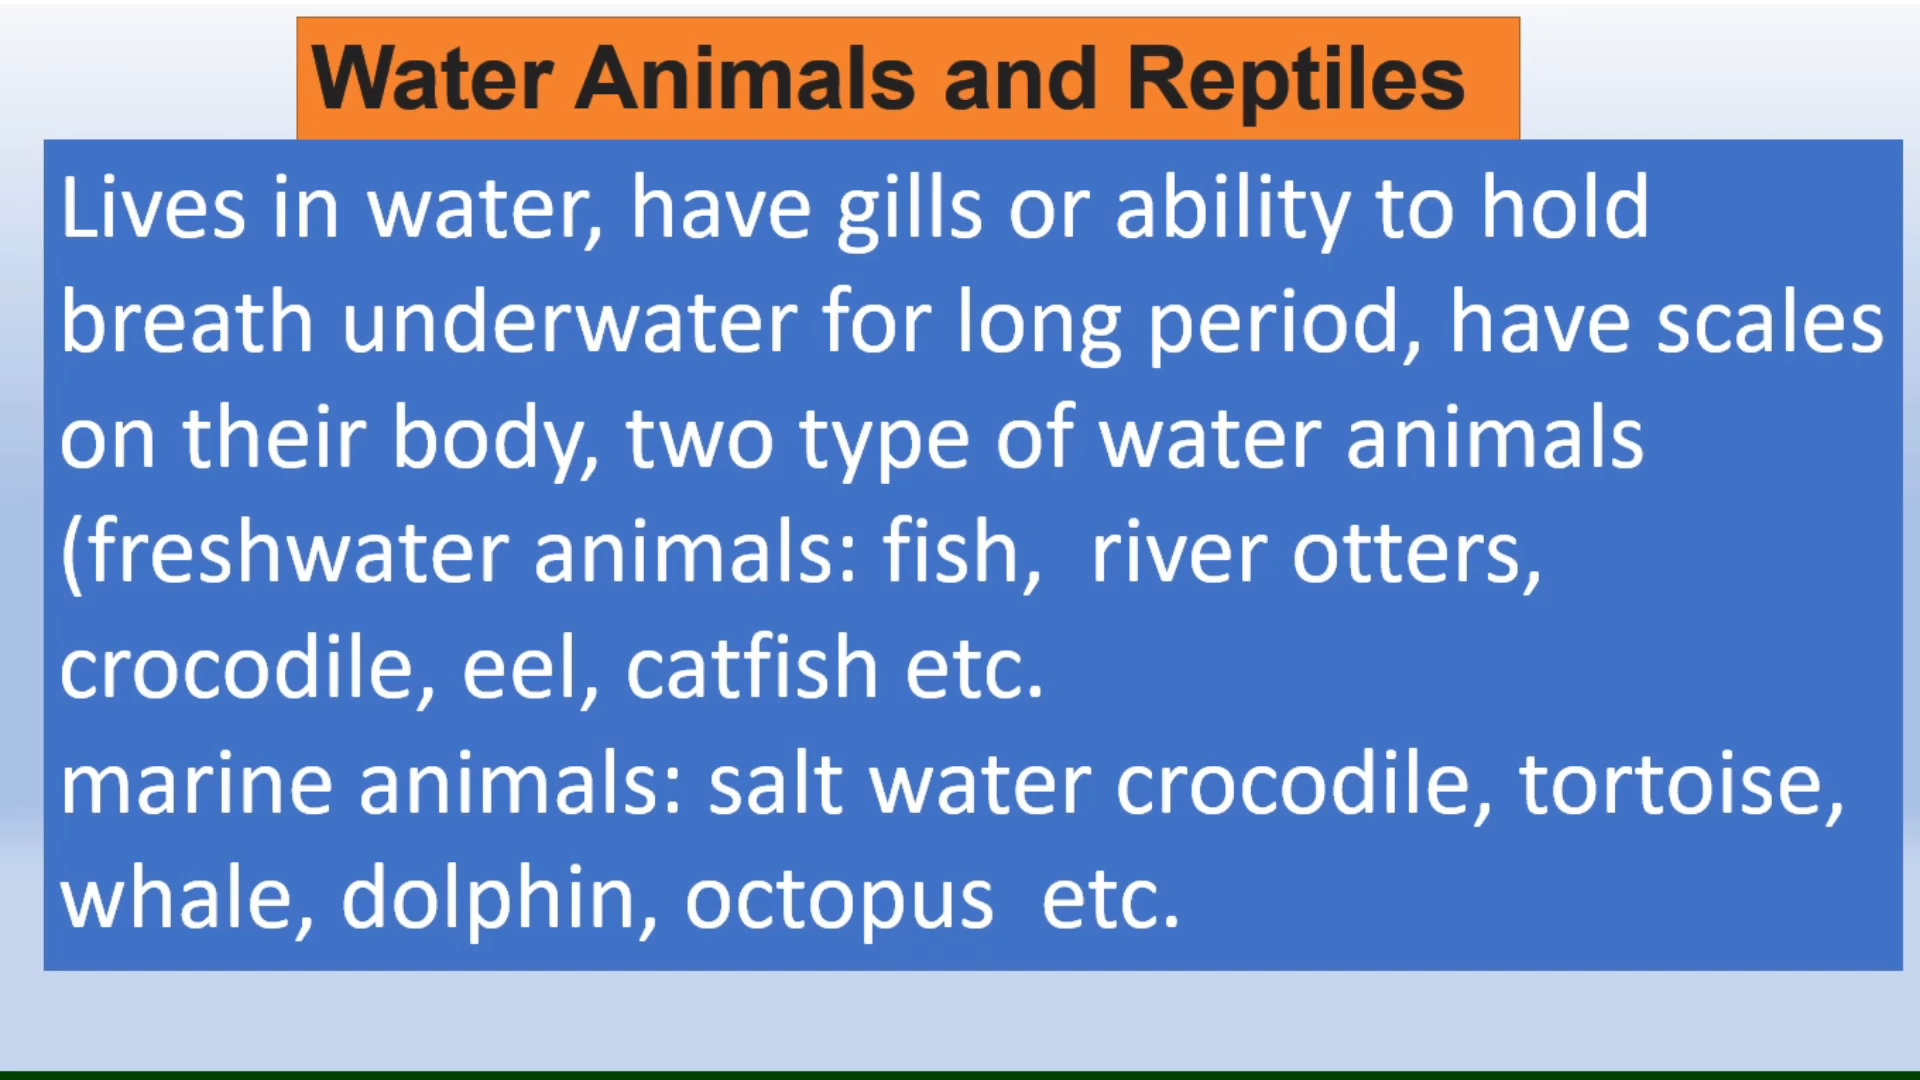 Water Animals and Reptiles
Lives in water, have gills or ability to hold
breath underwater for long period, have scales
on their body, two type of water animals
(freshwater animals: fish,  river otters,
crocodile, eel, catfish etc.
marine animals: salt water crocodile, tortoise,
whale, dolphin, octopus  etc.